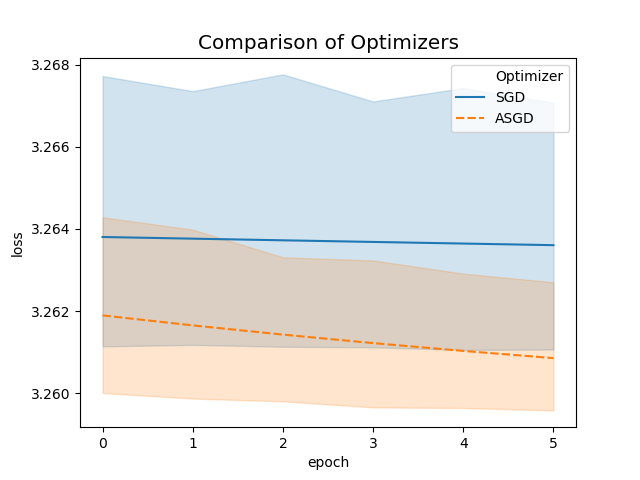 Comparison of Optimizers
3.268
3.266
3.264
3.262
3.260
loss
Optimizer
SGD
ASGD
0 1 2 3 4 5
epoch